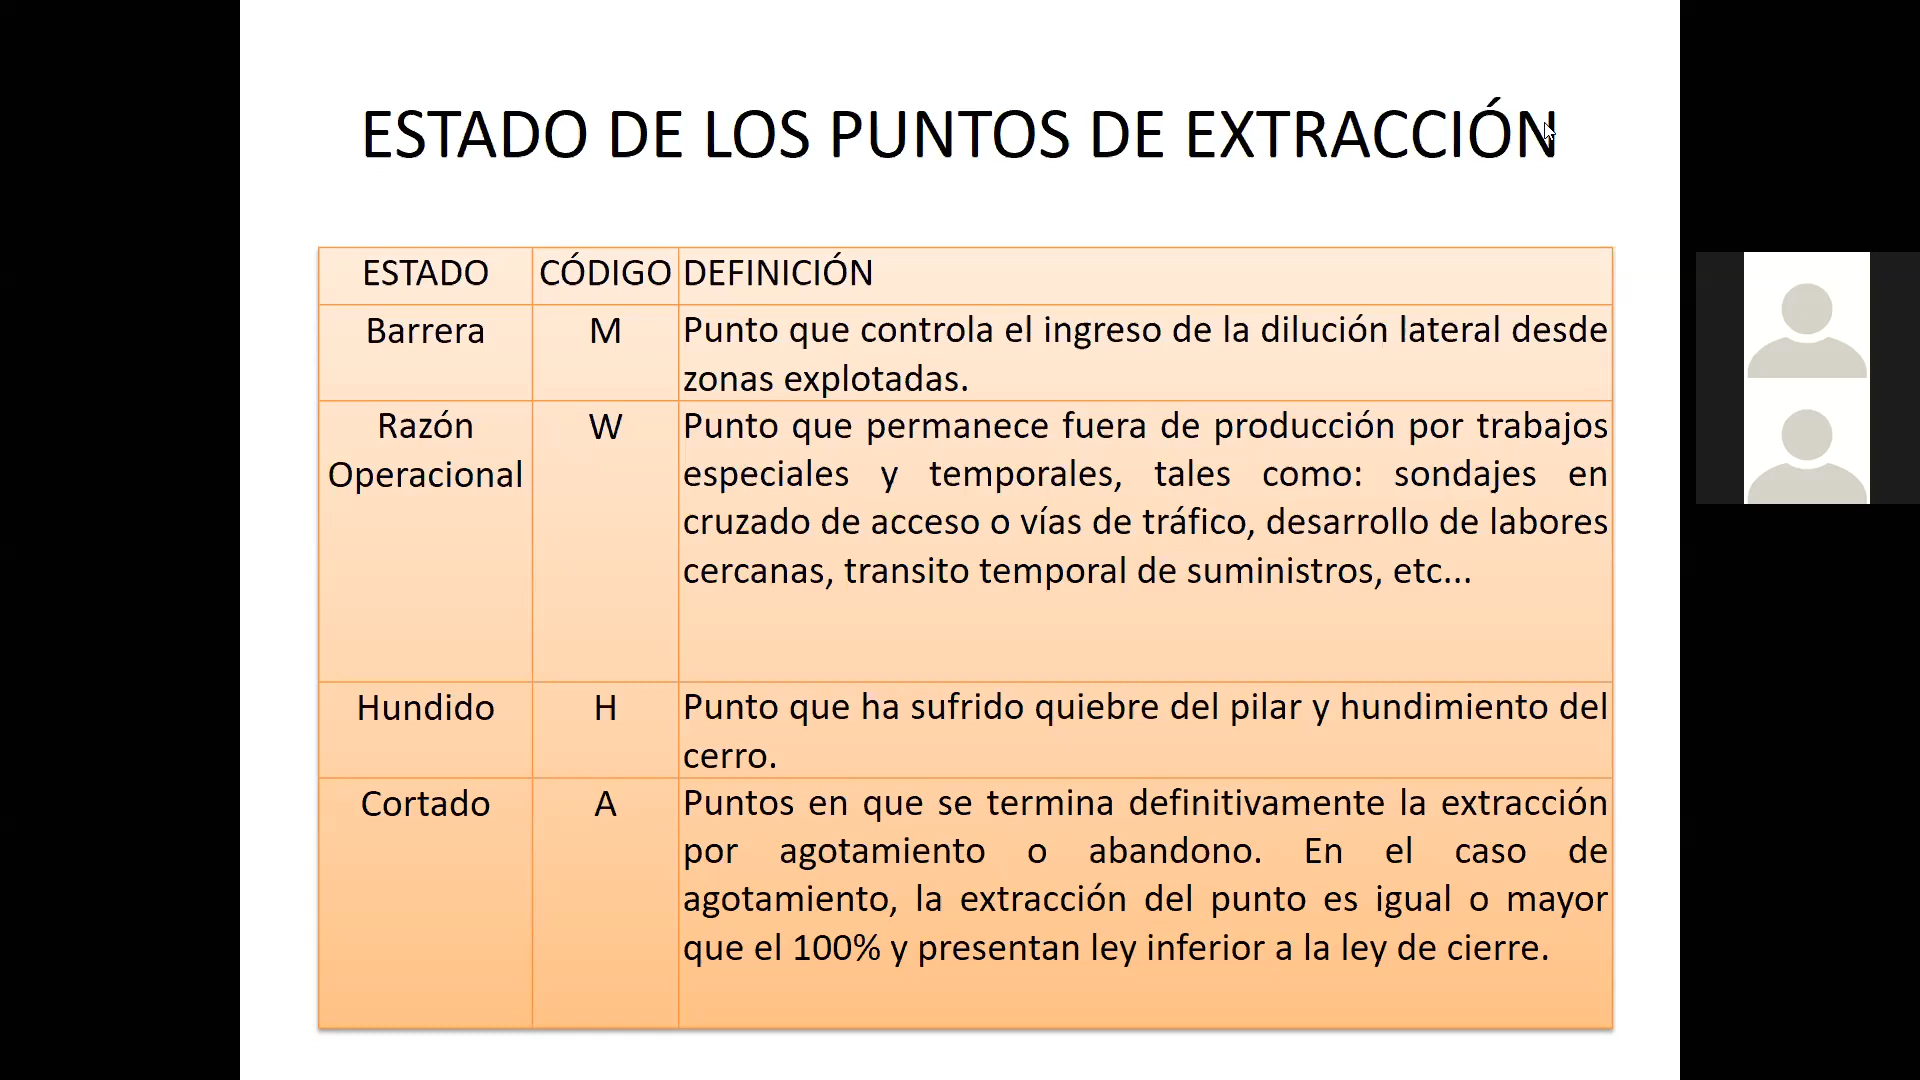 ESTADO DE LOS PUNTOS DE EXTRACCIÓN
ESTADO CÓDIGO DEFINICIÓN
Barrera M Punto que controla el ingreso de la dilución lateral desde
zonas explotadas.
Razón W Punto que permanece fuera de producción por trabajos
Operacional especiales y temporales, tales como: sondajes en
cruzado de acceso o vías de tráfico, desarrollo de labores
cercanas, transito temporal de suministros, etc...
Hundido H Punto que ha sufrido quiebre del pilar y hundimiento del
cerro.
Cortado A Puntos en que se termina definitivamente la extracción
por agotamiento o abandono. En el caso de
agotamiento, la extracción del punto es igual o mayor
que el 100% y presentan ley inferior a la ley de cierre.